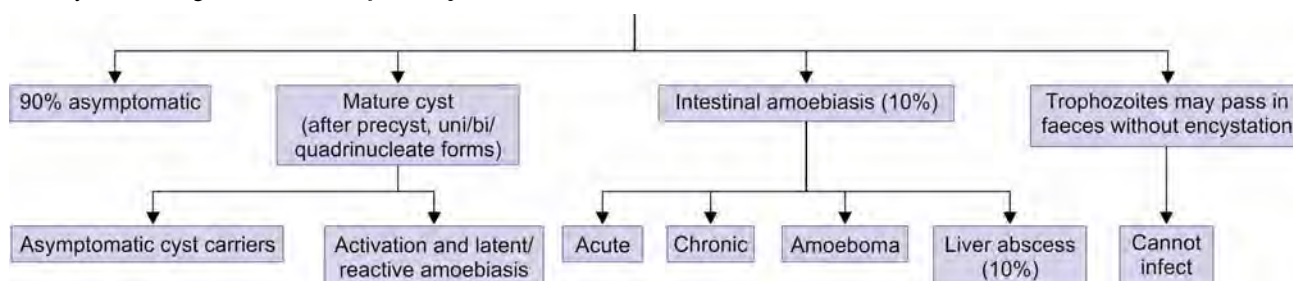 90% asymptomatic
Mature cyst
(after precyst, uni/bi/
quadrinucleate forms)
Intestinal amoebiasis (10%)
Trophozoites may pass in
faeces without encystation
Asymptomatic cyst carriers
Activation and latent/
reactive amoebiasis
Acute
Chronic
Amoeboma
Liver abscess
(10%)
Cannot
infect